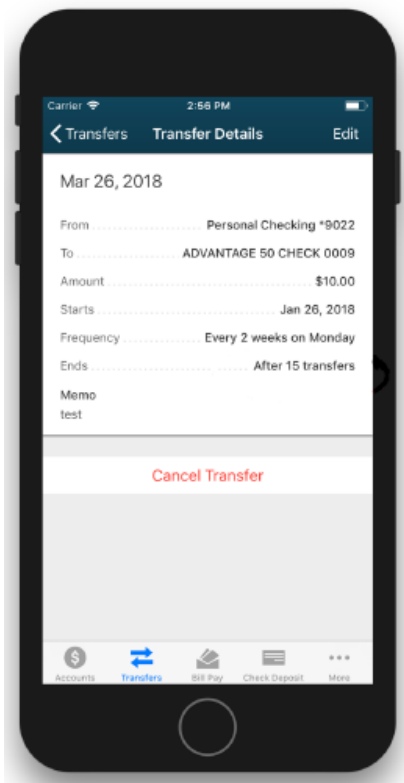 Carrier 2:56 PM
Transfers Transfer Details Edit
Mar 26, 2018
From Personal Checking *9022
To ADVANTAGE 50 CHECK 0009
Amount $10.00
Starts Jan 26, 2018
Frequency Every 2 weeks on Monday
Ends After 15 transfers
Memo
test
Cancel Transfer
Accounts Transfers Bill Pay Check Deposit More